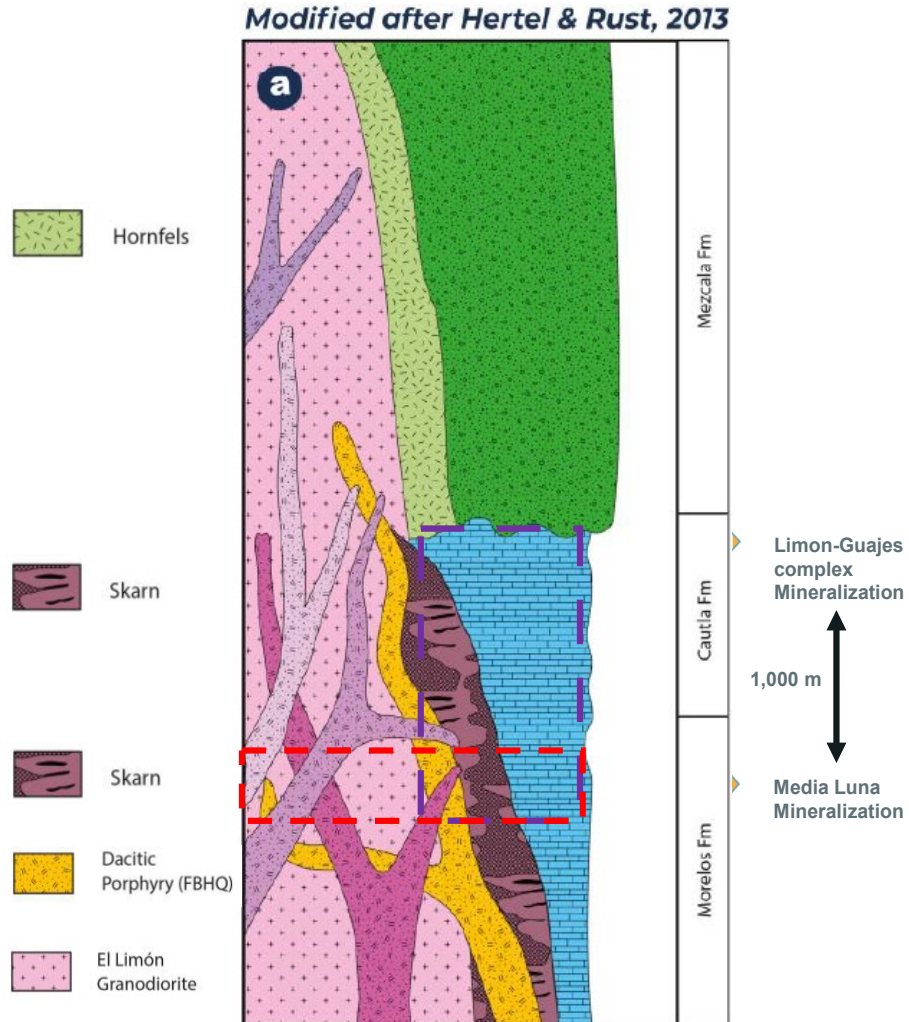 Modified after Hertel & Rust, 2013
a
Hornfels
Skarn
Skarn
Dacitic
Porphyry (FBHQ)
El Limón
Granodiorite
Mezcala Fm
Cautla Fm
Morelos Fm
Limon-Guajes
complex
Mineralization
1,000 m
Media Luna
Mineralization